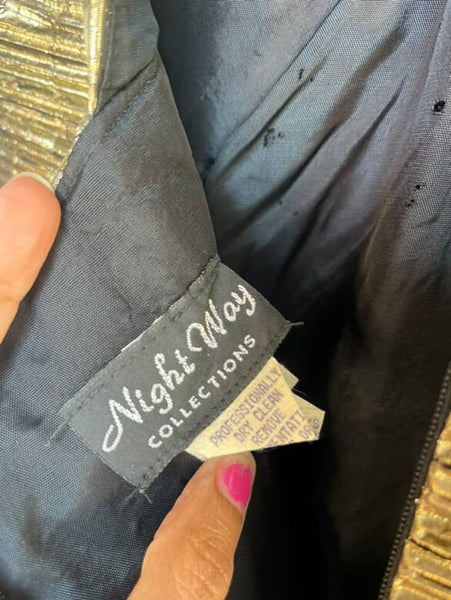 Night Way
COLLECTIONS
PROFESSIONALLY
DRY CLEAN
REMOVE